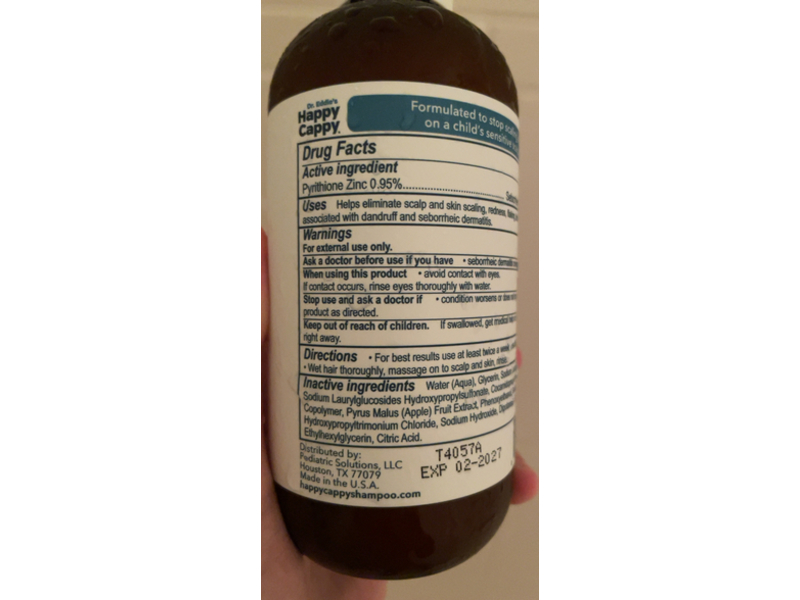 Dr. Eddie's
Happy
Cappy
Formulated to stop
on a child's sensitive
Drug Facts
Active ingredient
Pyrithione Zinc 0.95%
Uses Helps eliminate scalp and skin scaling, redness,
associated with dandruff and seborrheic dermatitis.
Warnings
For external use only.
Ask a doctor before use if you have • seborrheic dermatitis
When using this product • avoid contact with eyes.
If contact occurs, rinse eyes thoroughly with water.
Stop use and ask a doctor if • condition worsens or does
product as directed.
Keep out of reach of children. If swallowed, get medical
right away.
Directions • For best results use at least twice a week,
• Wet hair thoroughly, massage on to scalp and skin, rinse.
Inactive ingredients Water (Aqua), Glycerin,
Sodium Laurylglucosides Hydroxypropylsulfonate,
Copolymer, Pyrus Malus (Apple) Fruit Extract,
Hydroxypropyltrimonium Chloride, Sodium Hydroxide,
Ethylhexylglycerin, Citric Acid.
Distributed by:
Pediatric Solutions, LLC
Houston, TX 77079
Made in the U.S.A.
happycappyshampoo.com
T4057A
EXP 02-2027